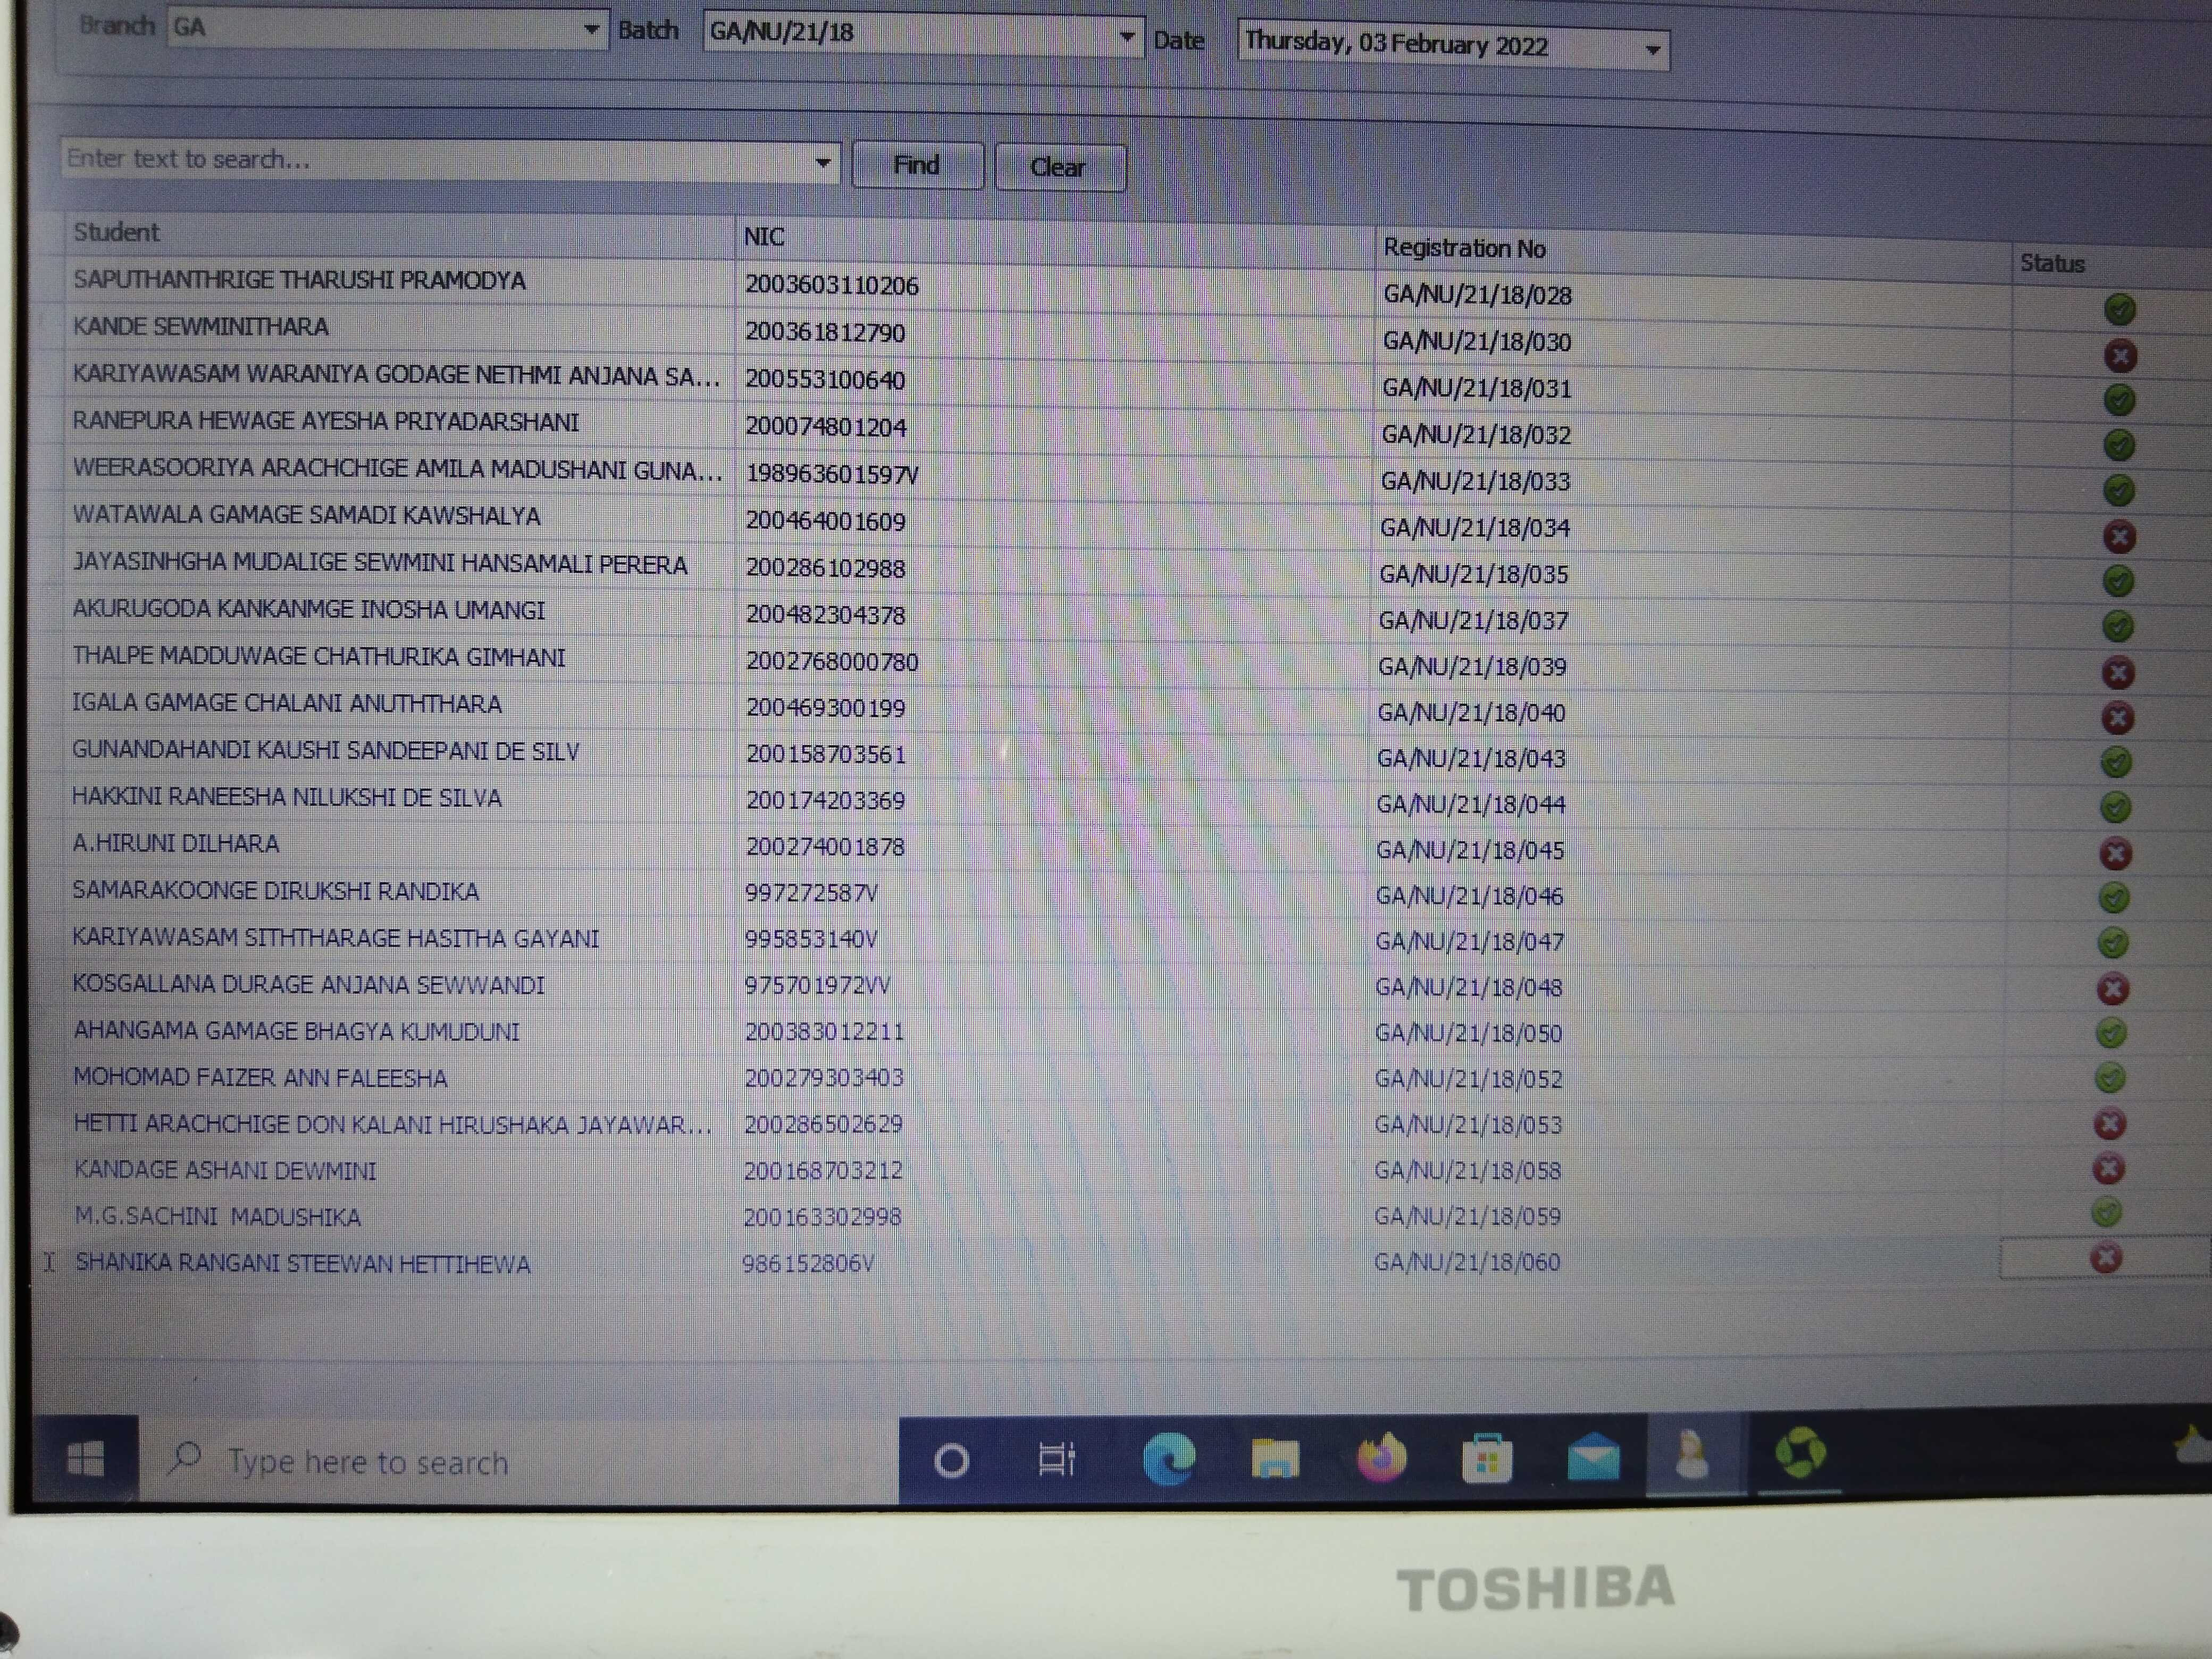 Branch GA Batch GA/NU/21/18 Date Thursday, 03 February 2022
Enter text to search... Find Clear
Student NIC Registration No Status
SAPUTHANTHRIGE THARUSHI PRAMODYA 2003603110206 GA/NU/21/18/028
KANDE SEWMINITHARA 200361812790 GA/NU/21/18/030
KARIYAWASAM WARANIYA GODAGE NETHMI ANJANA SA... 200553100640 GA/NU/21/18/031
RANEPURA HEWAGE AYESHA PRIYADARSHANI 200074801204 GA/NU/21/18/032
WEERASOORIYA ARACHCHIGE AMILA MADUSHANI GUNA... 198963601597V GA/NU/21/18/033
WATAWALA GAMAGE SAMADI KAWSHALYA 200464001609 GA/NU/21/18/034
JAYASINHGHA MUDALIGE SEWMINI HANSAMALI PERERA 200286102988 GA/NU/21/18/035
AKURUGODA KANKANMGE INOSHA UMANGI 200482304378 GA/NU/21/18/037
THALPE MADDUWAGE CHATHURIKA GIMHANI 2002768000780 GA/NU/21/18/039
IGALA GAMAGE CHALANI ANUTHTHARA 200469300199 GA/NU/21/18/040
GUNANDAHANDI KAUSHI SANDEEPANI DE SILV 200158703561 GA/NU/21/18/043
HAKKINI RANEESHA NILUKSHI DE SILVA 200174203369 GA/NU/21/18/044
A.HIRUNI DILHARA 200274001878 GA/NU/21/18/045
SAMARAKOONGE DIRUKSHI RANDIKA 997272587V GA/NU/21/18/046
KARIYAWASAM SITHTHARAGE HASITHA GAYANI 995853140V GA/NU/21/18/047
KOSGALLANA DURAGE ANJANA SEWWANDI 975701972VV GA/NU/21/18/048
AHANGAMA GAMAGE BHAGYA KUMUDUNI 200383012211 GA/NU/21/18/050
MOHOMAD FAIZER ANN FALEESHA 200279303403 GA/NU/21/18/052
HETTI ARACHCHIGE DON KALANI HIRUSHAKA JAYAWAR... 200286502629 GA/NU/21/18/053
KANDAGE ASHANI DEWMINI 200168703212 GA/NU/21/18/058
M.G.SACHINI MADUSHIKA 200163302998 GA/NU/21/18/059
SHANIKA RANGANI STEEWAN HETTIHEWA 986152806V GA/NU/21/18/060
Type here to search
TOSHIBA